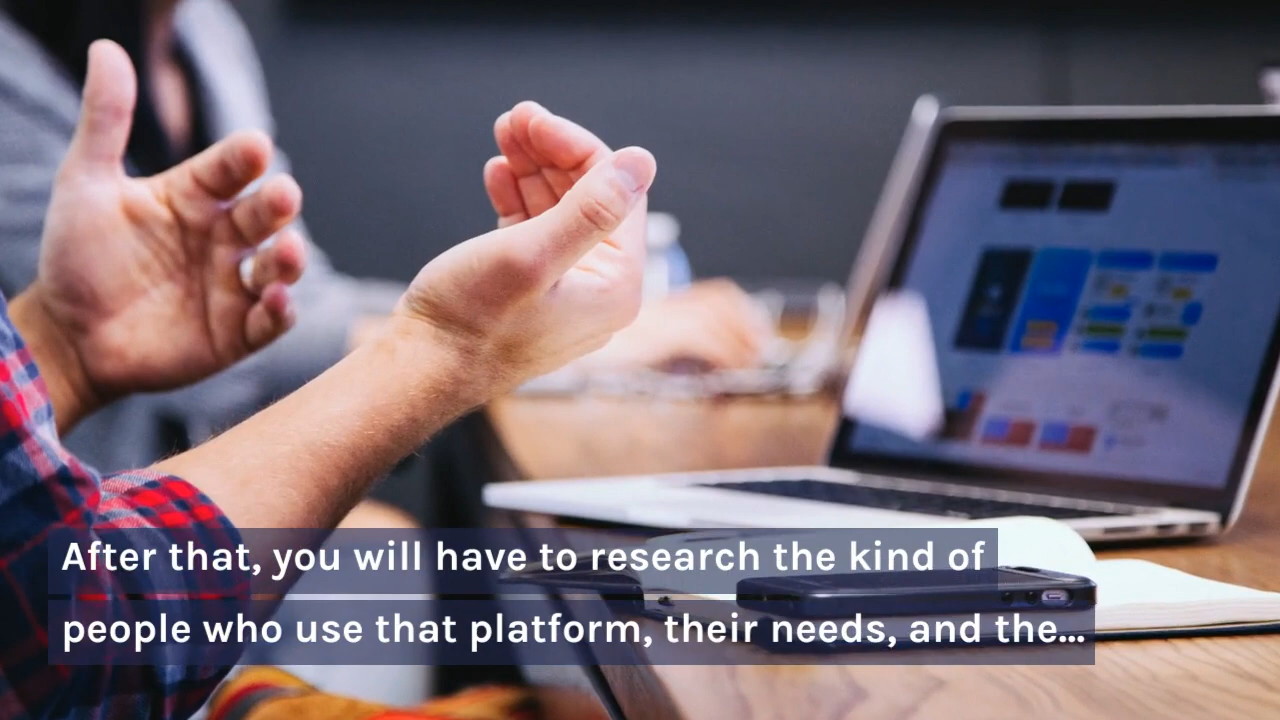 After that, you will have to research the kind of
people who use that platform, their needs, and the...